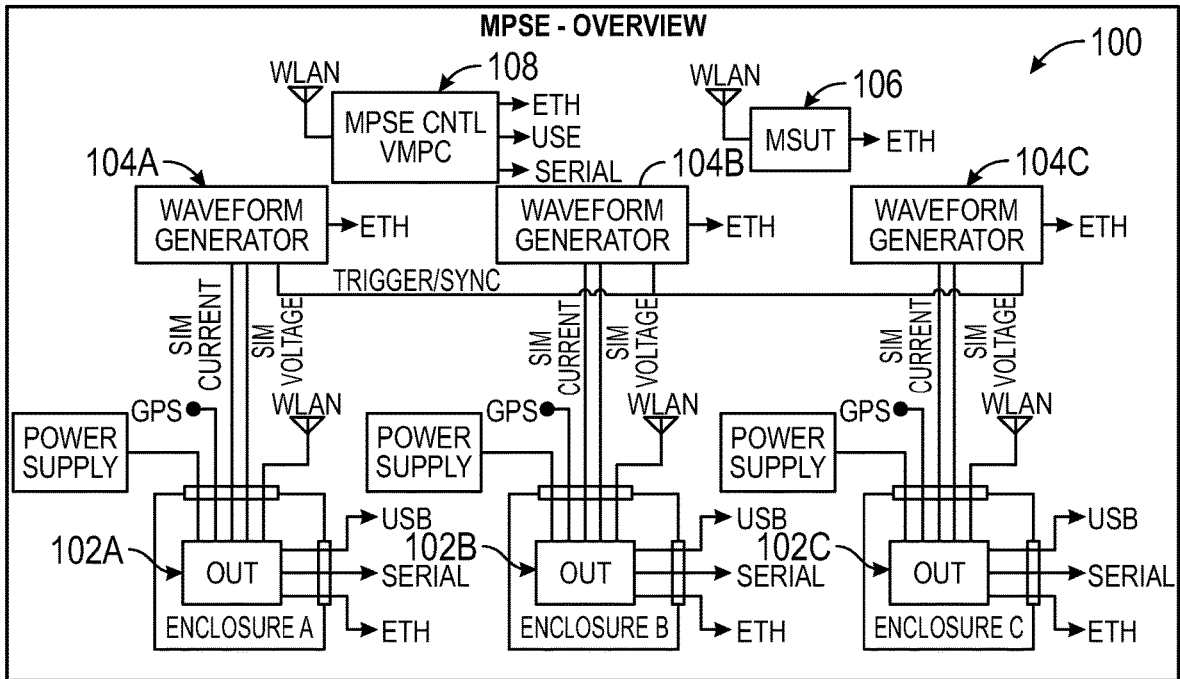 MPSE - OVERVIEW
100
WLAN
108
MPSE CNTL
VMPC
ETH
USE
SERIAL
WLAN
106
MSUT
ETH
104A
WAVEFORM
GENERATOR
ETH
104B
WAVEFORM
GENERATOR
ETH
104C
WAVEFORM
GENERATOR
ETH
TRIGGER/SYNC
SIM
CURRENT
SIM
VOLTAGE
SIM
CURRENT
SIM
VOLTAGE
SIM
CURRENT
SIM
VOLTAGE
POWER
SUPPLY
GPS
WLAN
POWER
SUPPLY
GPS
WLAN
POWER
SUPPLY
GPS
WLAN
102A
OUT
ENCLOSURE A
USB
SERIAL
ETH
102B
OUT
ENCLOSURE B
USB
SERIAL
ETH
102C
OUT
ENCLOSURE C
USB
SERIAL
ETH